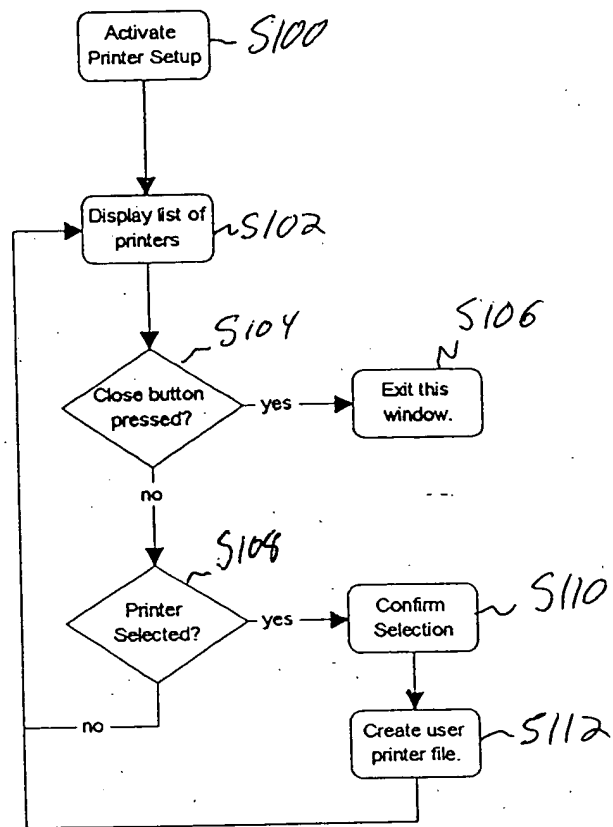 Activate
Printer Setup
S100
Display list of
printers
S102
S104
Close button
pressed?
yes
S106
Exit this
window.
no
S108
Printer
Selected?
yes
Confirm
Selection
S110
no
Create user
printer file.
S112